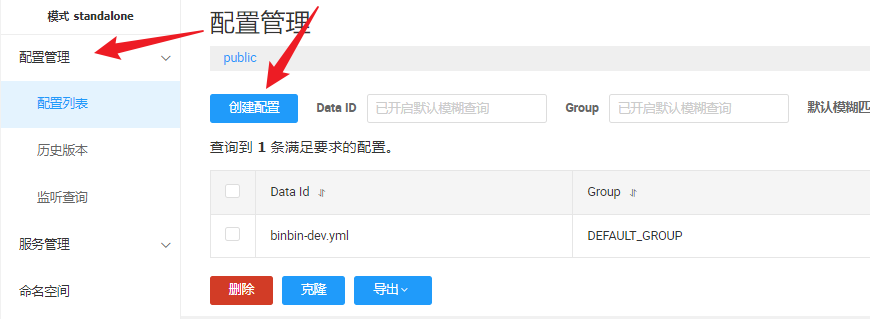 模式 standalone
配置管理
配置列表
历史版本
监听查询
服务管理
命名空间
配置管理
public
创建配置 Data ID 已开启默认模糊查询 Group 已开启默认模糊查询 默认模糊匹
查询到 1 条满足要求的配置。
Data Id Group
binbin-dev.yml DEFAULT_GROUP
删除 克隆 导出